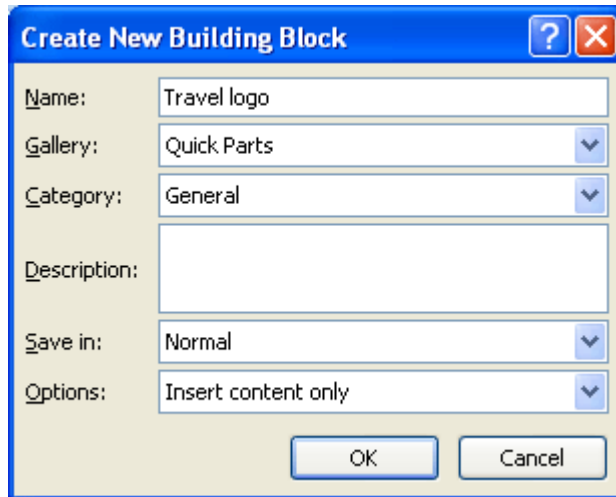 Create New Building Block
Name: Travel logo
Gallery: Quick Parts
Category: General
Description:
Save in: Normal
Options: Insert content only
OK Cancel